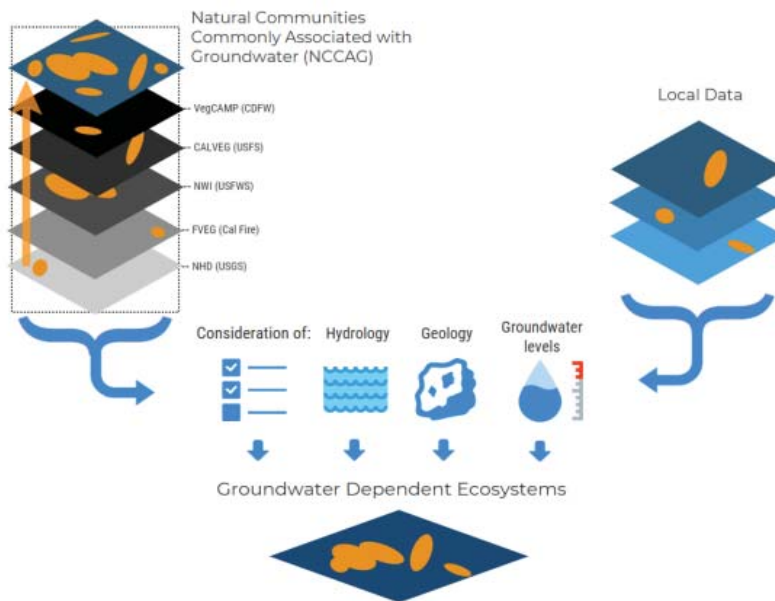 Natural Communities
Commonly Associated with
Groundwater (NCCAG)
VegCAMP (CDFW)
CALVEG (USFS)
NWI (USFWS)
FVEG (Cal Fire)
NHD (USGS)
Local Data
Consideration of:
Hydrology
Geology
Groundwater
levels
Groundwater Dependent Ecosystems